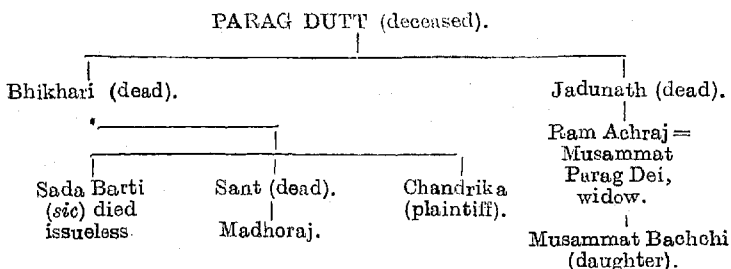 PARAG DUTT (deceased).
Bhikhari (dead).
Jadunath (dead).
Ram Achraj =
Musammat
Parag Dei,
widow.
Sada Barti
(sic) died
issueless.
Sant (dead).
Madhoraj.
Chandrika
(plaintiff).
Musammat Bachchi
(daughter).